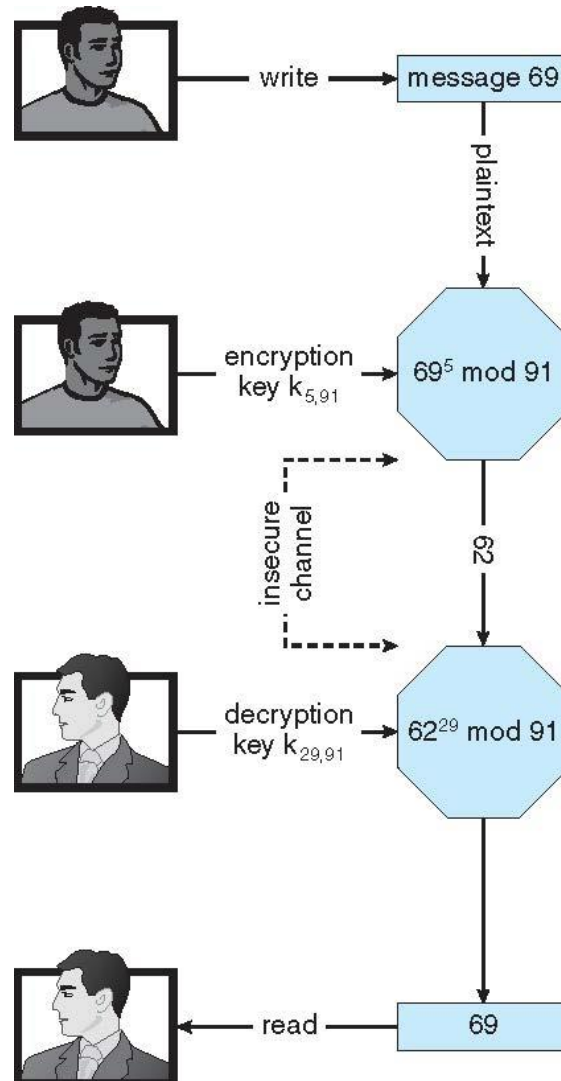 write
message 69
plaintext
encryption
key k₅,₉₁
69⁵ mod 91
insecure
channel
62
decryption
key k₂₉,₉₁
62²⁹ mod 91
read
69